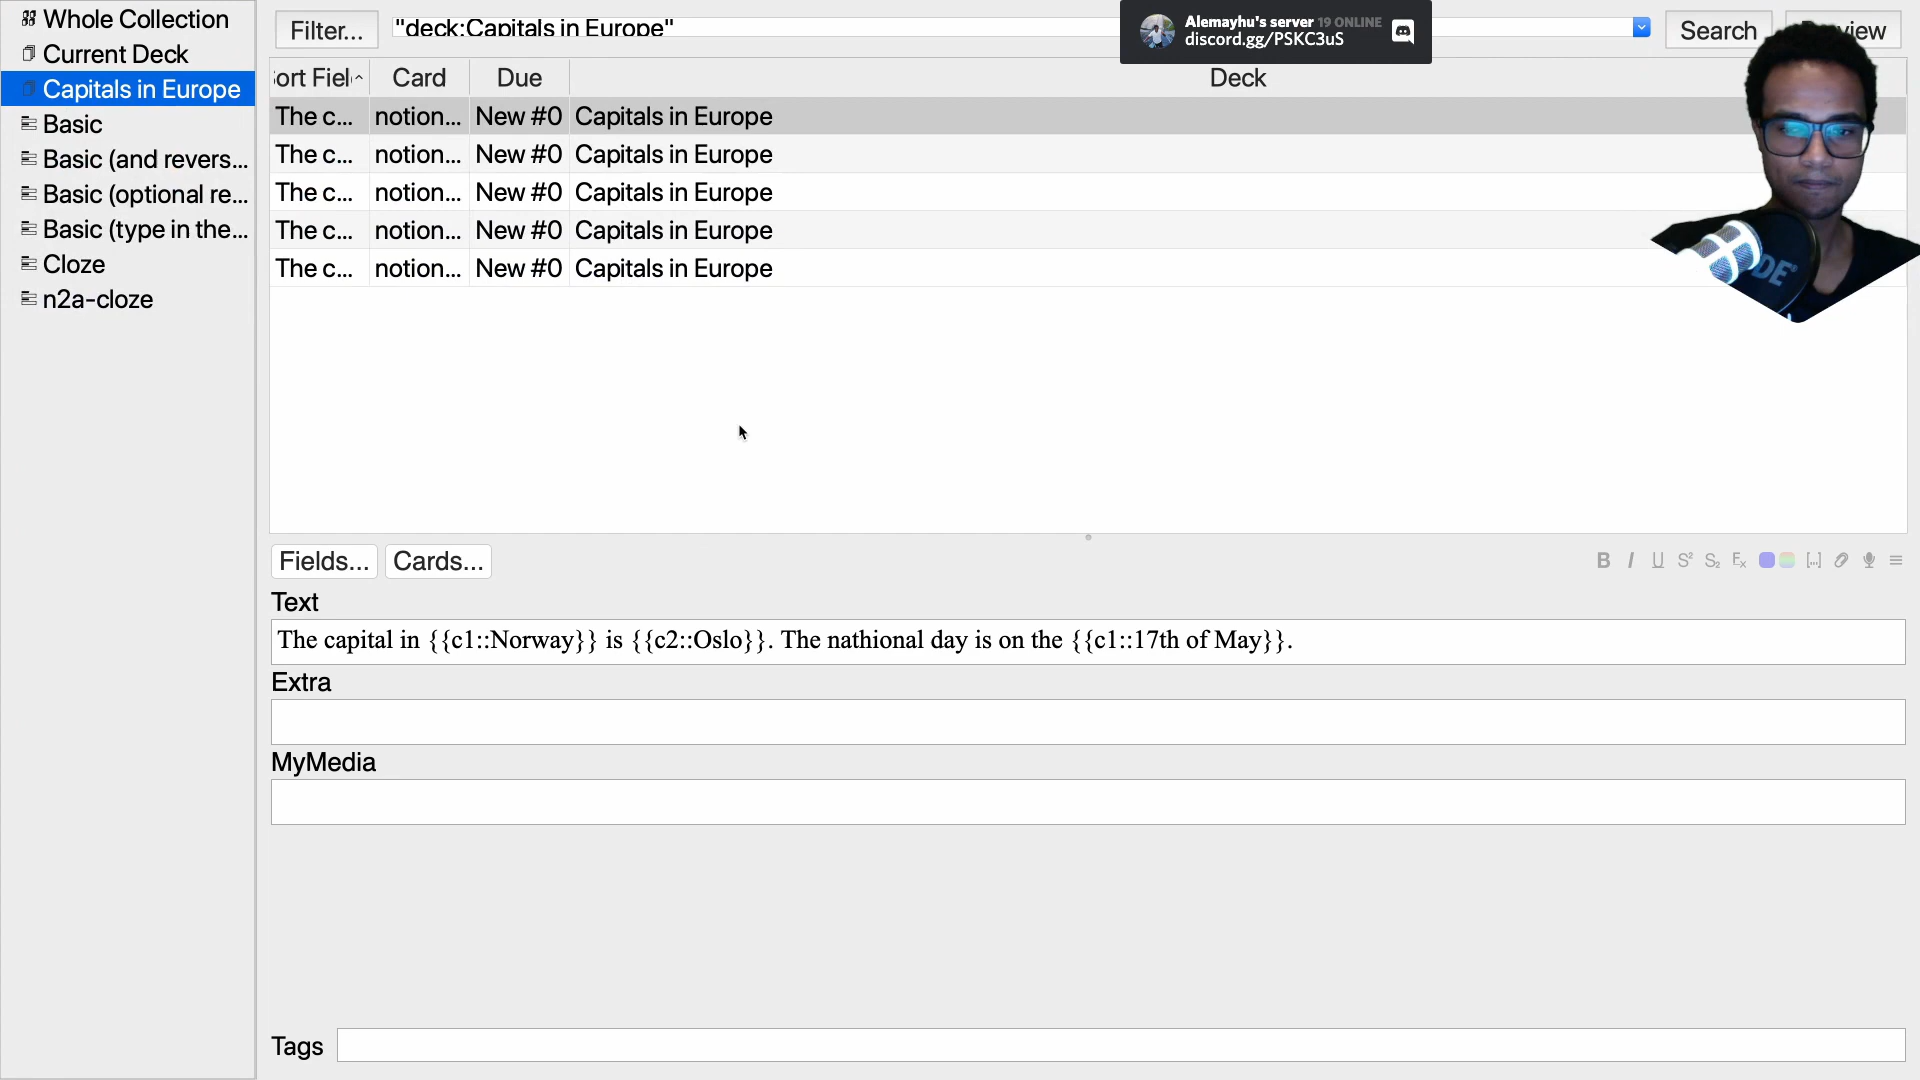 Whole Collection
Current Deck
Capitals in Europe
Basic
Basic (and revers...
Basic (optional re...
Basic (type in the...
Cloze
n2a-cloze
Filter... "deck:Capitals in Europe" Search
Alemayhu's server 19 ONLINE
discord.gg/PSKC3uS
Card Due Deck
The c... notion... New #0 Capitals in Europe
The c... notion... New #0 Capitals in Europe
The c... notion... New #0 Capitals in Europe
The c... notion... New #0 Capitals in Europe
The c... notion... New #0 Capitals in Europe
Fields... Cards...
Text
The capital in {{c1::Norway}} is {{c2::Oslo}}. The nathional day is on the {{c1::17th of May}}.
Extra
MyMedia
Tags